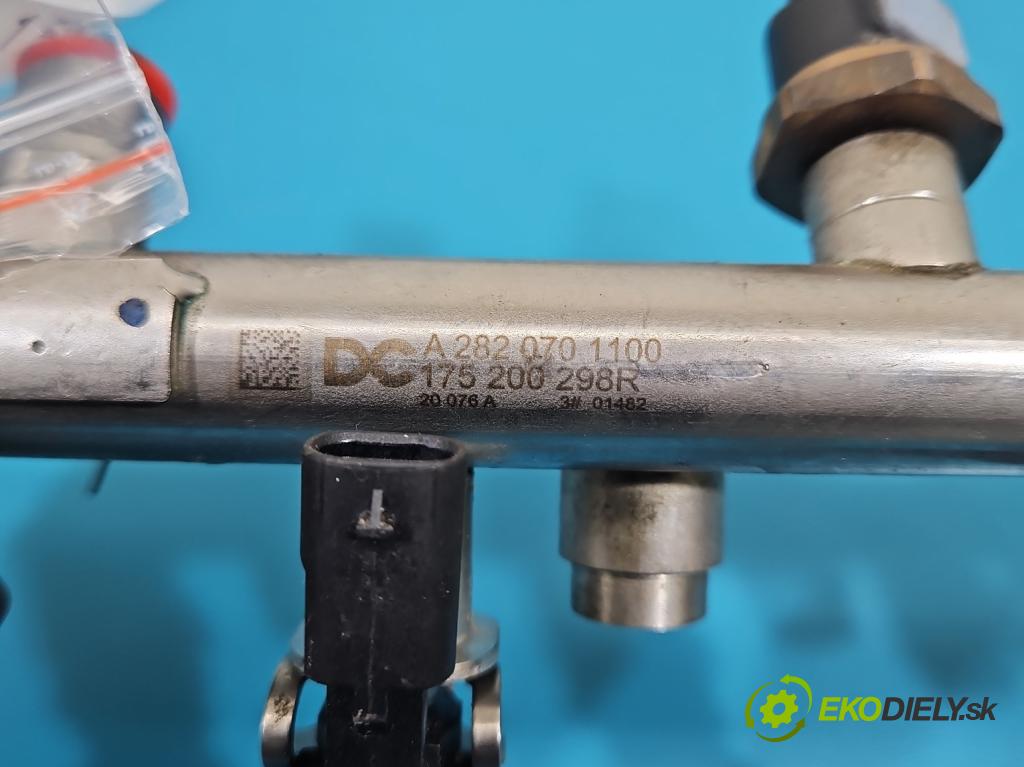 DC A 282 070 1100
175 200 298R
20 076 A 3# 01482
EKODIELY.sk